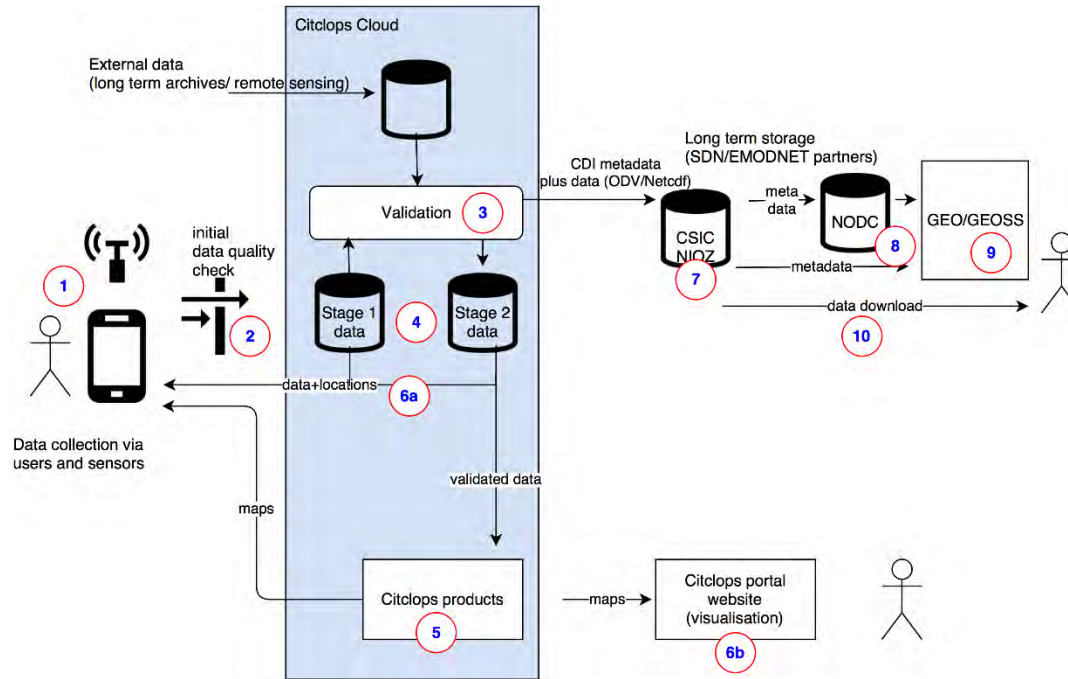 Citclops Cloud
External data
(long term archives/ remote sensing)
Validation
3
CDI metadata
plus data (ODV/Netcdf)
Long term storage
(SDN/EMODNET partners)
meta
data
CSIC
NIOZ
7
NODC
8
GEO/GEOSS
9
metadata
data download
10
initial
data quality
check
1
2
Stage 1
data
4
Stage 2
data
data+locations
6a
Data collection via
users and sensors
maps
validated data
Citclops products
5
maps
Citclops portal
website
(visualisation)
6b